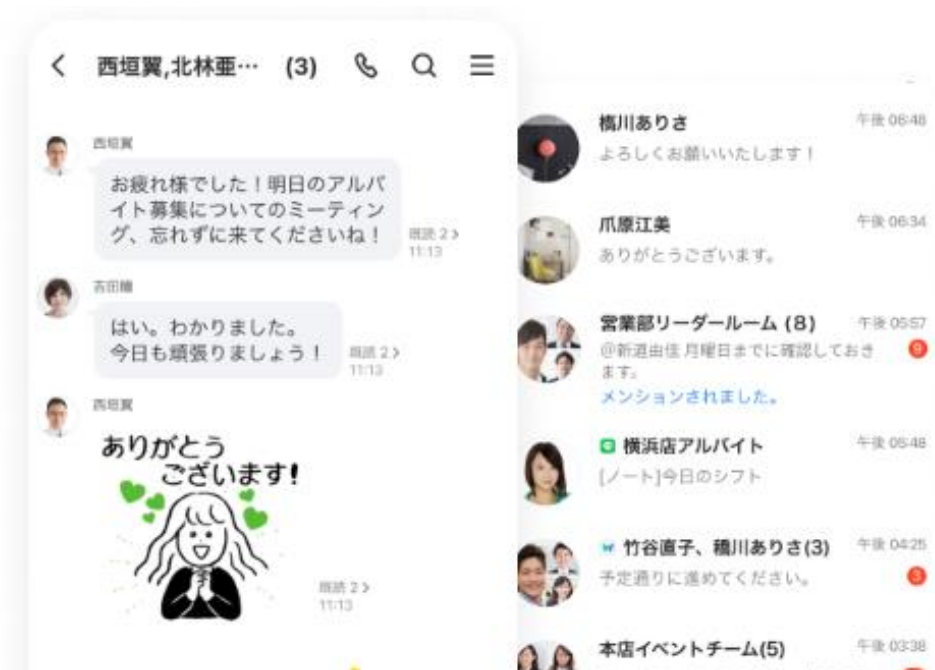 西垣翼,北林亜… (3)
西垣翼
お疲れ様でした！明日のアルバ
イト募集についてのミーティン
グ、忘れずに来てくださいね！
既読 2
11:13
吉田瞳
はい。わかりました。
今日も頑張りましょう！
既読 2
11:13
西垣翼
ありがとう
ございます!
既読 2
11:13
橋川ありさ
午後 06:48
よろしくお願いいたします！
爪原江美
午後 06:34
ありがとうございます。
営業部リーダールーム (8)
午後 05:57
@新道由佳 月曜日までに確認しておき
ます。
9
メンションされました。
横浜店アルバイト
午後 05:48
[ノート]今日のシフト
竹谷直子、橋川ありさ(3)
午後 04:25
予定通りに進めてください。
3
本店イベントチーム(5)
午後 03:38